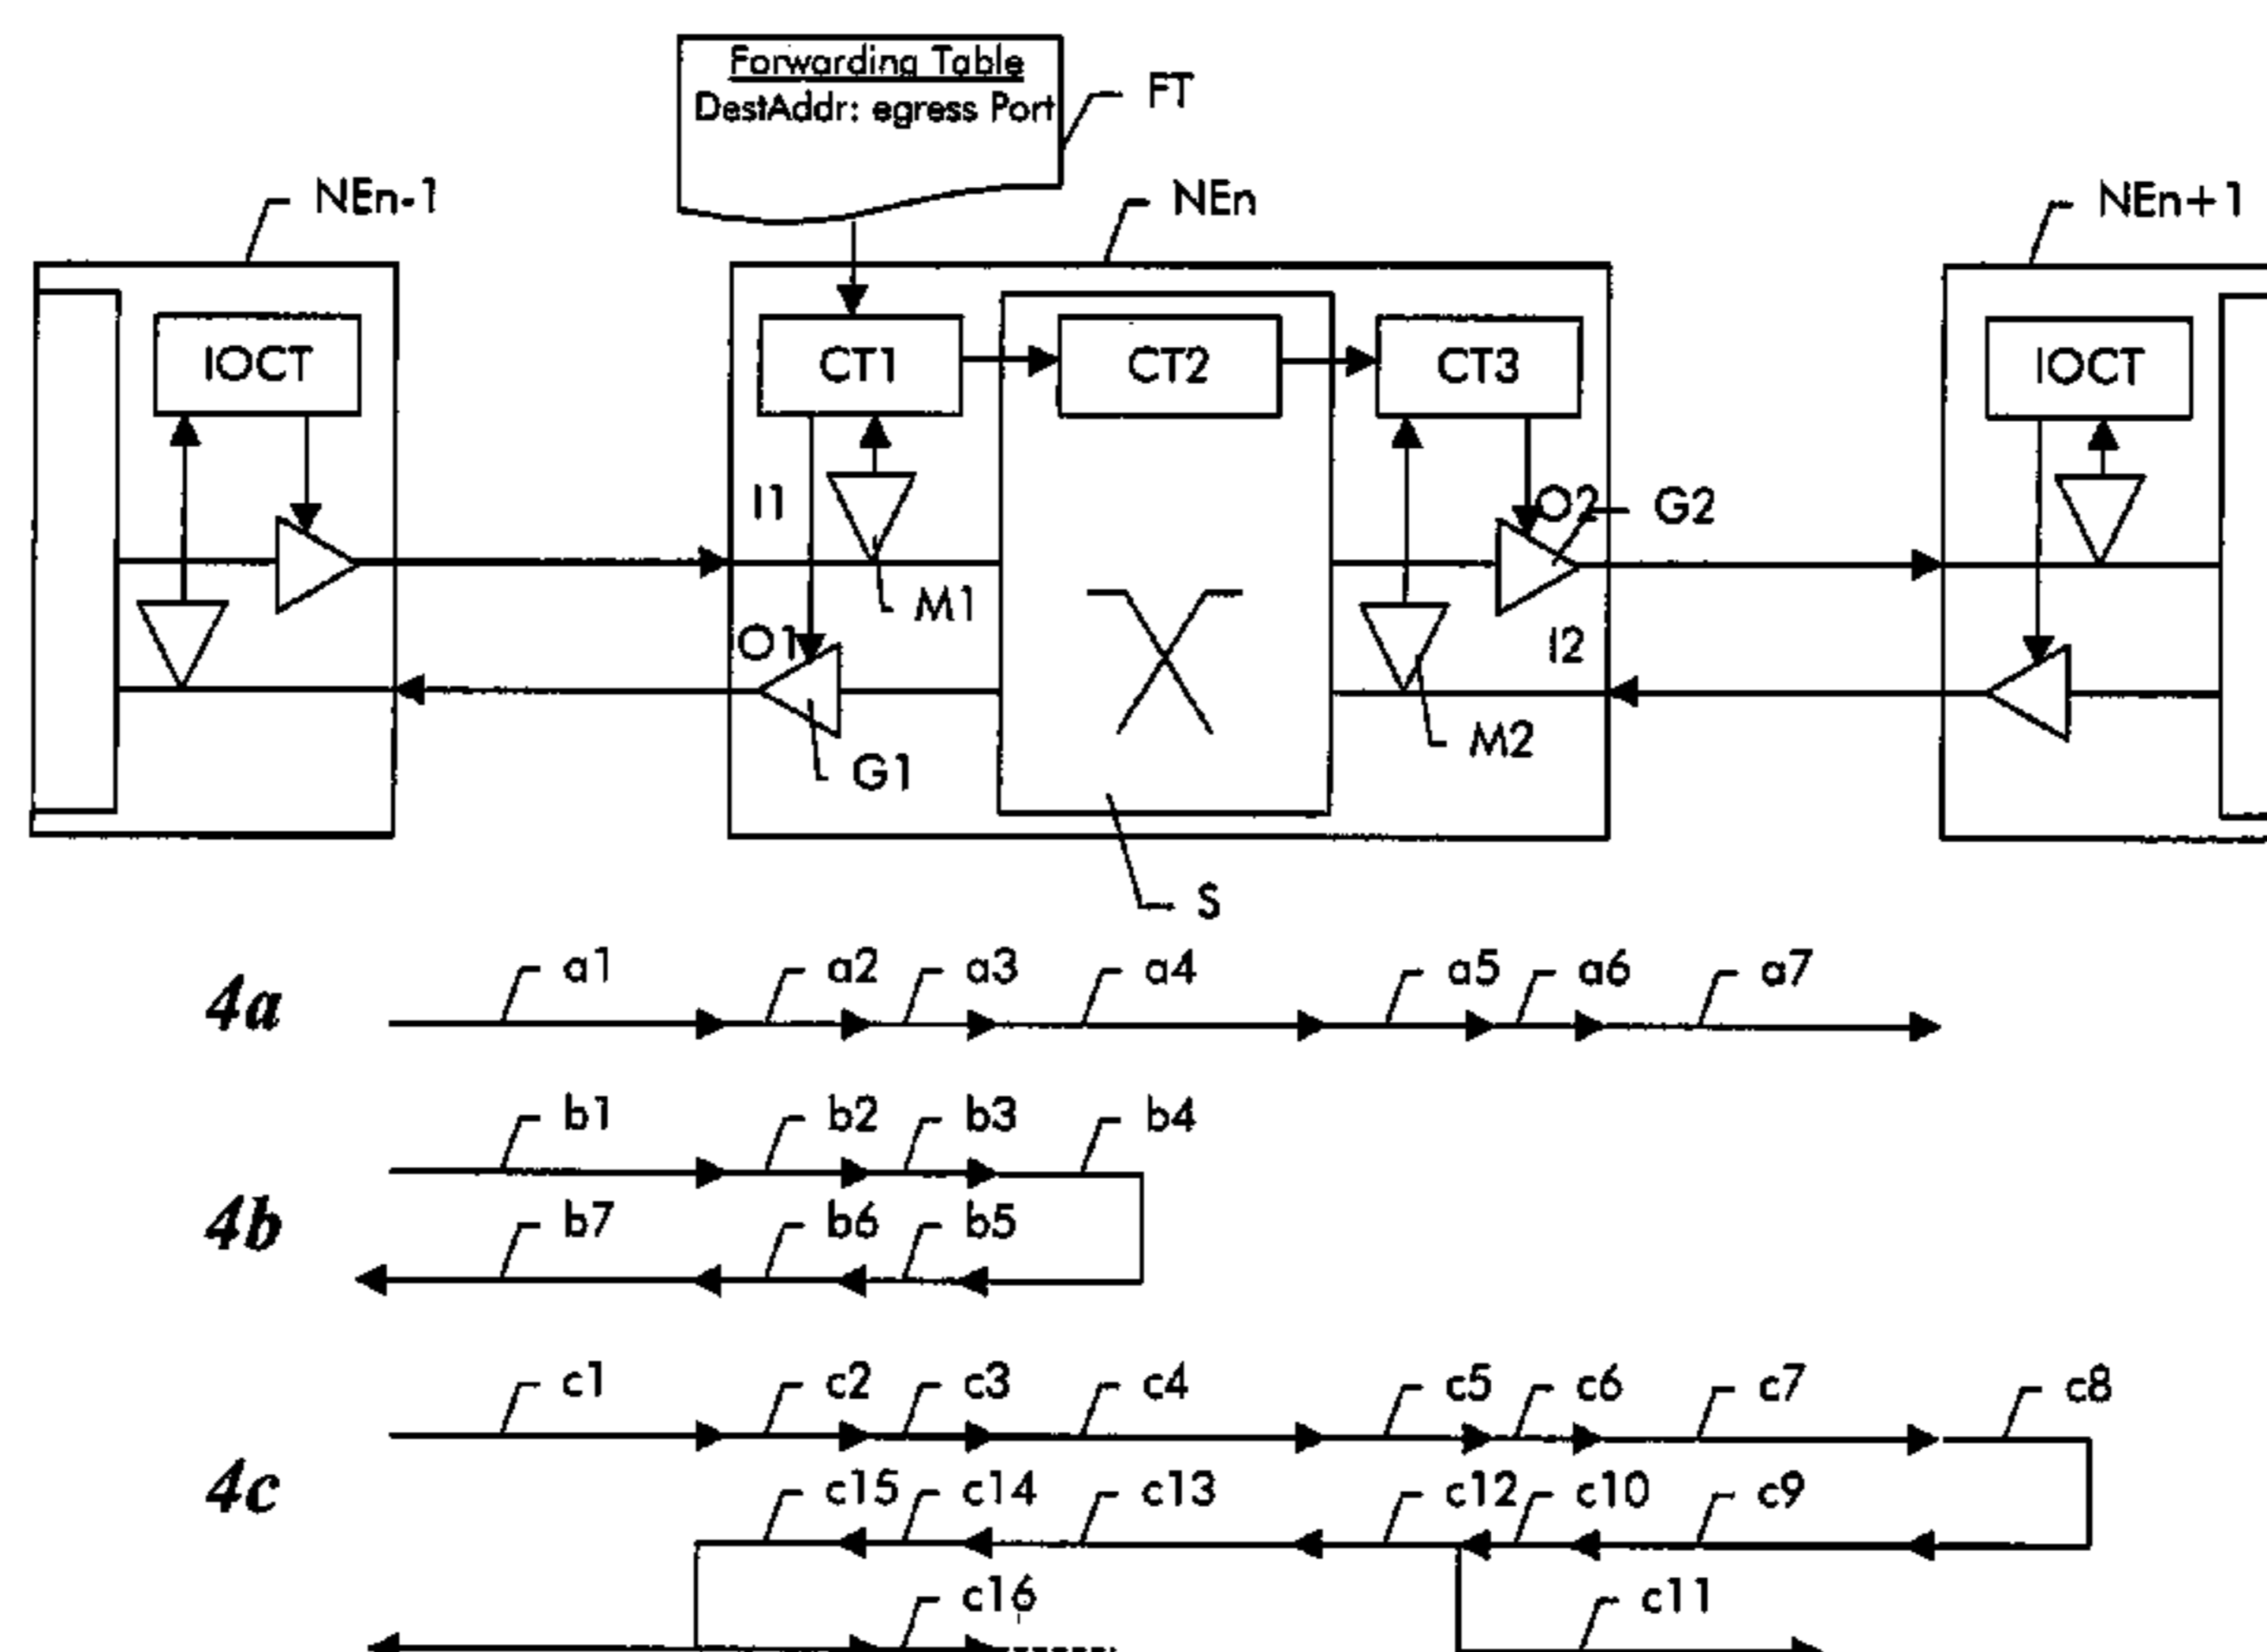 Forwarding Table
DestAddr: egress Port
FT
NEn-1
NEn
NEn+1
IOCT
CT1
CT2
CT3
IOCT
I1
O2
G2
M1
O1
I2
M2
G1
S
4a
a1
a2
a3
a4
a5
a6
a7
4b
b1
b2
b3
b4
b7
b6
b5
4c
c1
c2
c3
c4
c5
c6
c7
c8
c15
c14
c13
c12
c10
c9
c16
c11